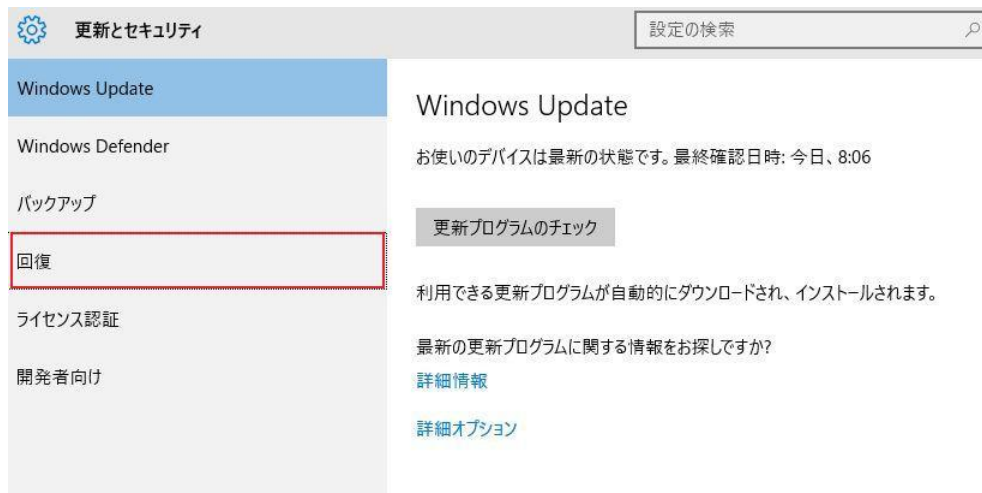 更新とセキュリティ
設定の検索
Windows Update
Windows Defender
バックアップ
回復
ライセンス認証
開発者向け
Windows Update
お使いのデバイスは最新の状態です。最終確認日時: 今日、8:06
更新プログラムのチェック
利用できる更新プログラムが自動的にダウンロードされ、インストールされます。
最新の更新プログラムに関する情報をお探しですか?
詳細情報
詳細オプション